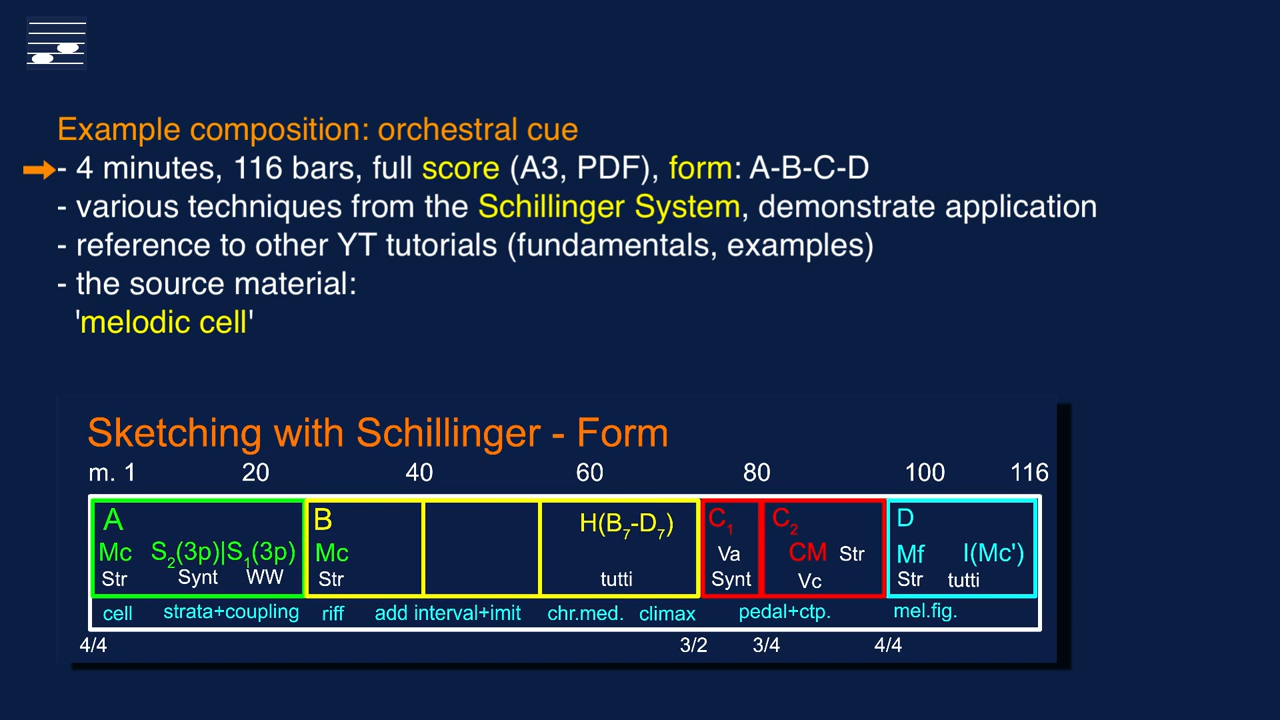 Example composition: orchestral cue
- 4 minutes, 116 bars, full score (A3, PDF), form: A-B-C-D
- various techniques from the Schillinger System, demonstrate application
- reference to other YT tutorials (fundamentals, examples)
- the source material:
'melodic cell'
Sketching with Schillinger - Form
m. 1 20 40 60 80 100 116
A B H(B7-D7) C1 C2 D
Mc S2(3p)|S1(3p) Mc Va CM Str Mf I(Mc')
Str Synt WW Str tutti Synt Vc Str tutti
cell strata+coupling riff add interval+imit chr.med. climax pedal+ctp. mel.fig.
4/4 3/2 3/4 4/4